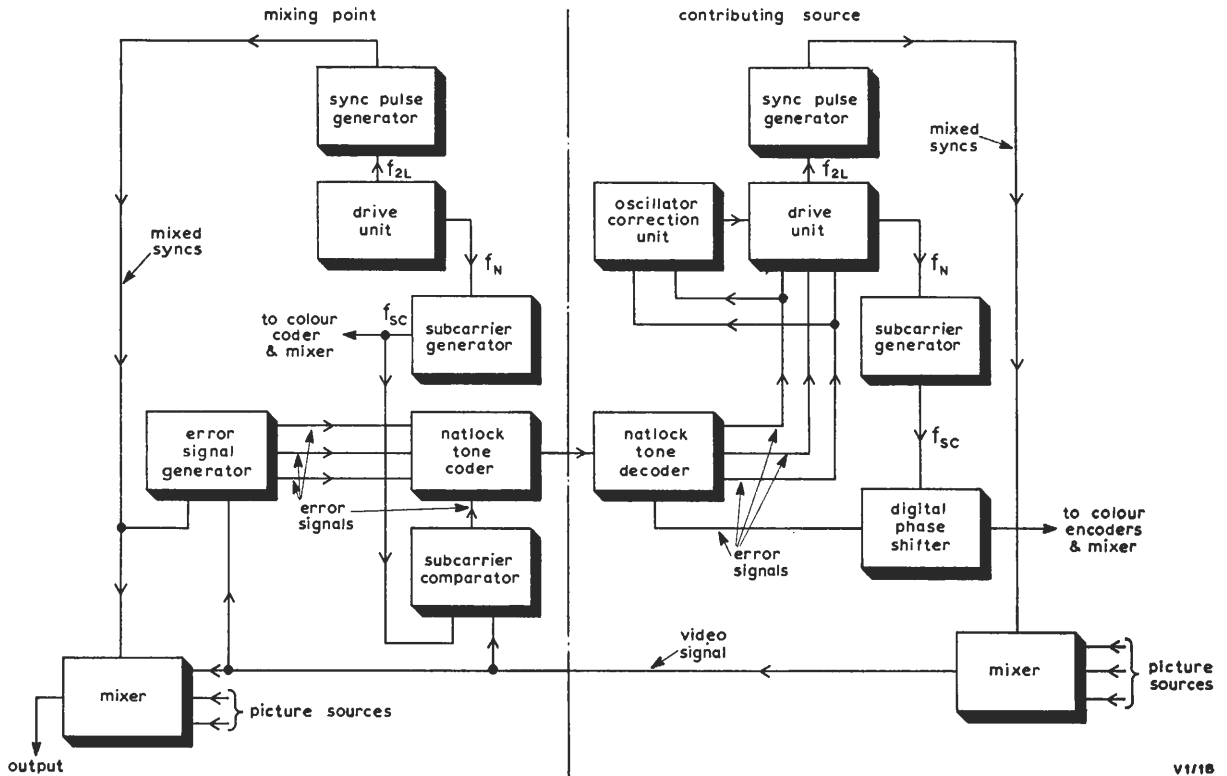 mixing point
contributing source
sync pulse
generator
sync pulse
generator
mixed
syncs
f2L
f2L
drive
unit
oscillator
correction
unit
drive
unit
mixed
syncs
fN
fN
to colour
coder
& mixer
fSC
subcarrier
generator
subcarrier
generator
error
signal
generator
natlock
tone
coder
natlock
tone
decoder
fSC
error
signals
digital
phase
shifter
to colour
encoders
& mixer
error
signals
subcarrier
comparator
video
signal
mixer
picture sources
mixer
picture
sources
output
V1/16